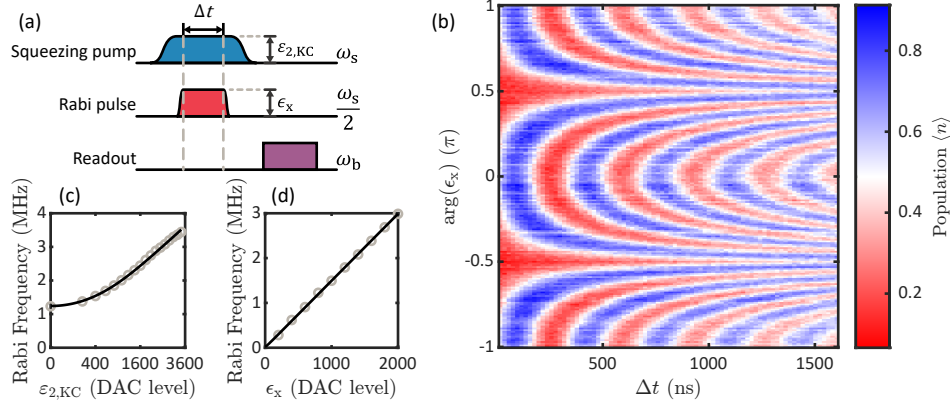 (a)
Δt
Squeezing pump
ε₂,KC
ωs
Rabi pulse
ϵx
ωs
2
Readout
ωb
(b)
arg(ϵx) (π)
1
0.5
0
-0.5
-1
500
1000
1500
Δt (ns)
0.8
0.6
0.4
0.2
Population ⟨n⟩
(c)
Rabi Frequency (MHz)
4
3
2
1
0
0
400
1600
3600
ε₂,KC (DAC level)
(d)
Rabi Frequency (MHz)
3
2
1
0
0
1000
2000
ϵx (DAC level)